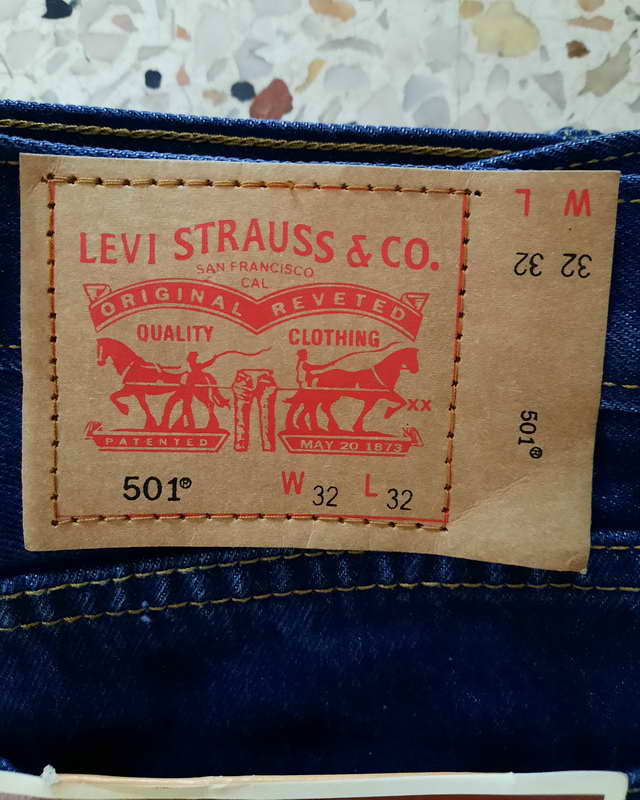 LEVI STRAUSS & CO.
SAN FRANCISCO
CAL
ORIGINAL REVETED
QUALITY CLOTHING
XX
PATENTED MAY 20 1873
501® W 32 L 32
W L
32 32
501®